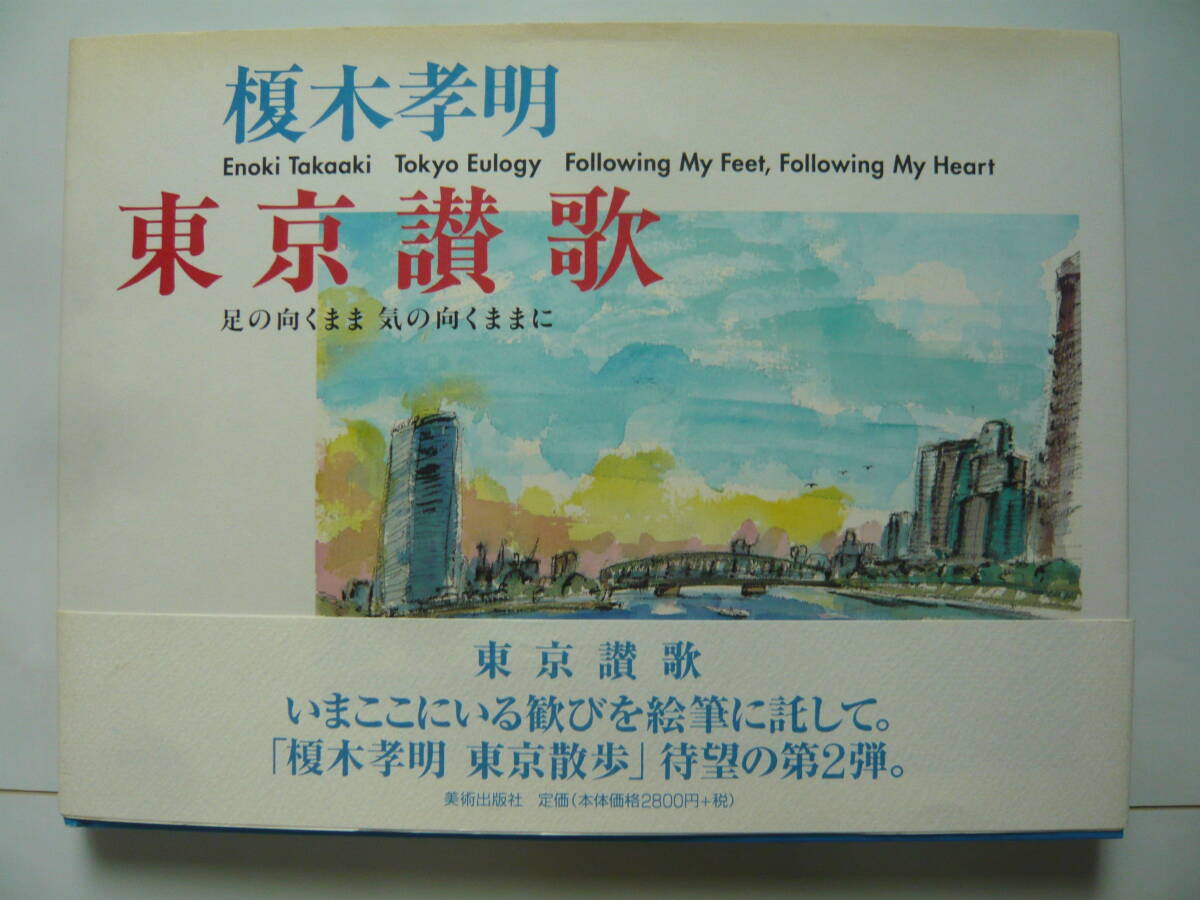 榎木孝明
Enoki Takaaki Tokyo Eulogy Following My Feet, Following My Heart
東京讃歌
足の向くまま 気の向くままに
東京讃歌
いまここにいる歓びを絵筆に託して。
「榎木孝明 東京散歩」待望の第2弾。
美術出版社 定価(本体価格2800円+税)